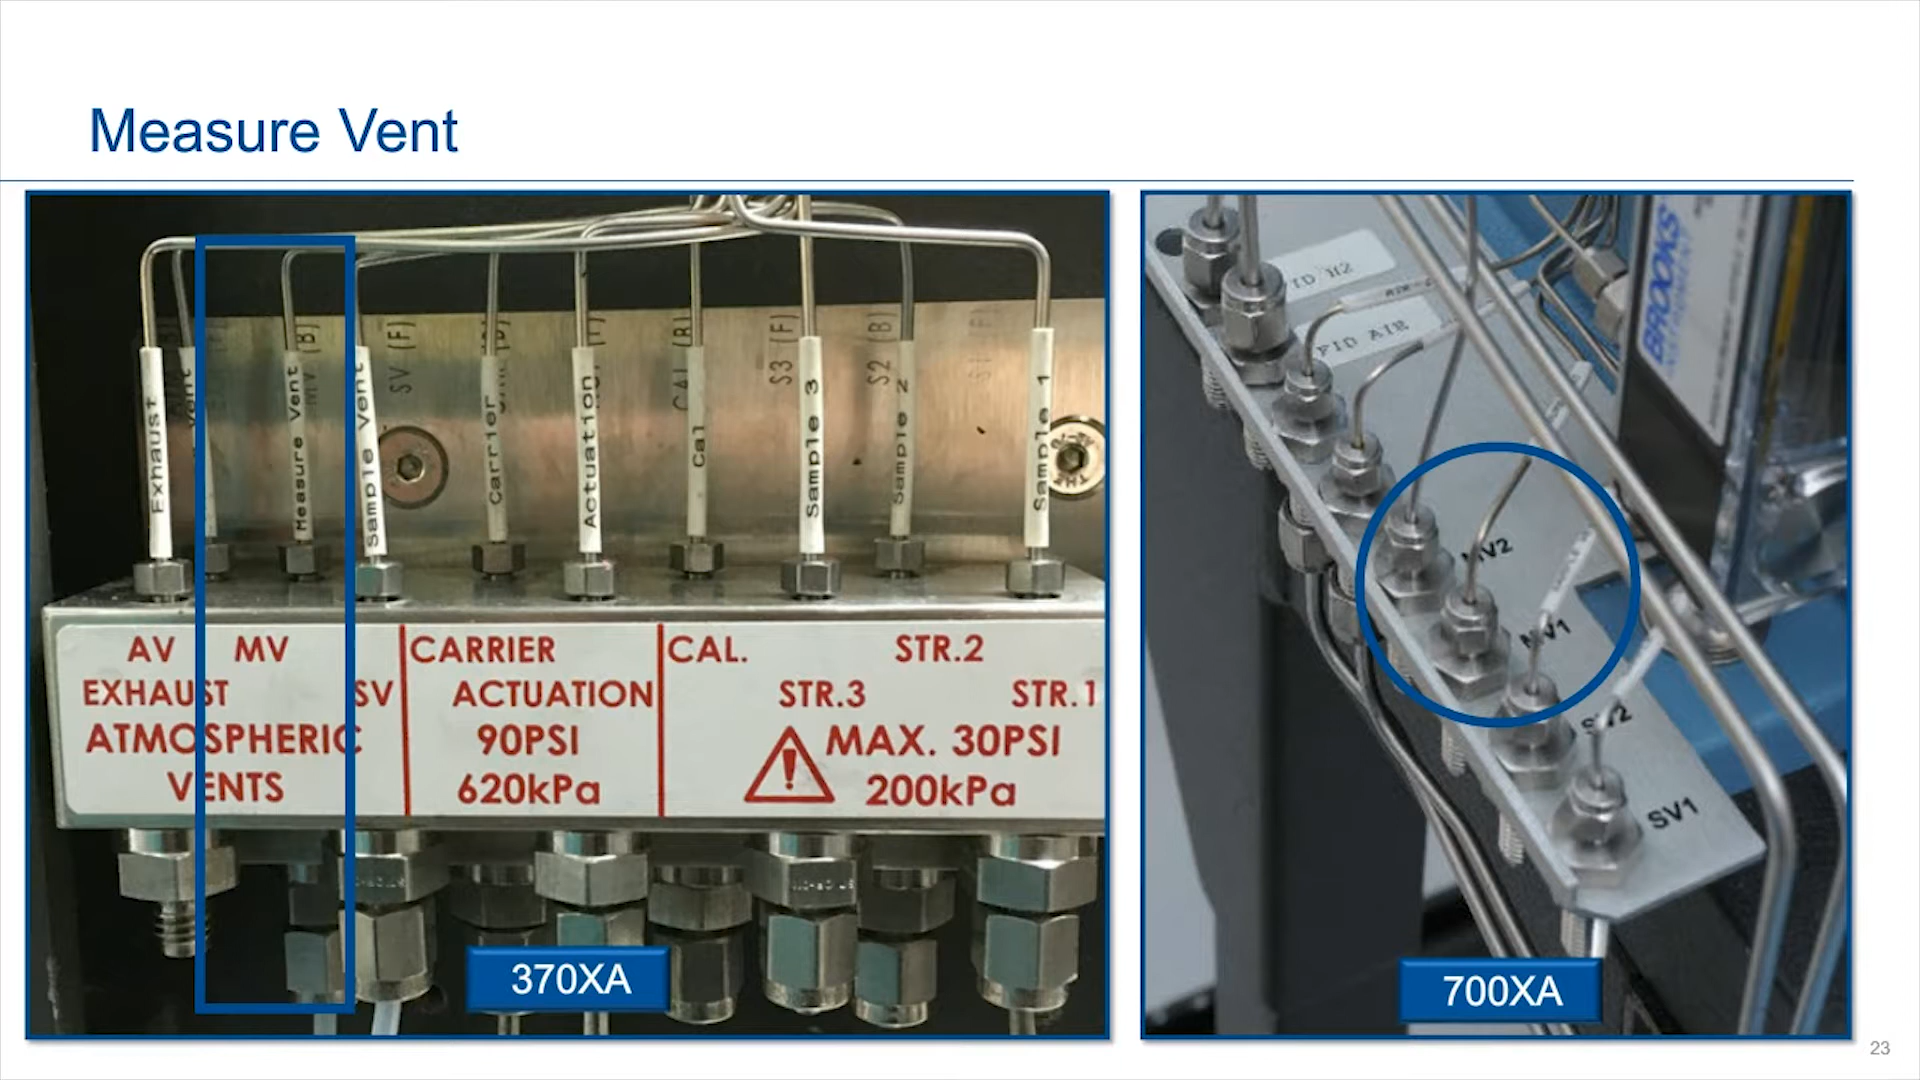 Measure Vent
MV (B)
SV (F)
CAL (B)
S3 (F)
S2 (B)
Exhaust
Vent
Measure Vent
Sample Vent
Carrier
Actuation
Cal
Sample 3
Sample 2
Sample 1
AV MV CARRIER CAL. STR.2
EXHAUST SV ACTUATION STR.3 STR.1
ATMOSPHERIC 90PSI MAX. 30PSI
VENTS 620kPa 200kPa
370XA
FID H2
FID AIR
BROOKS
MV2
MV1
SV2
SV1
700XA
23